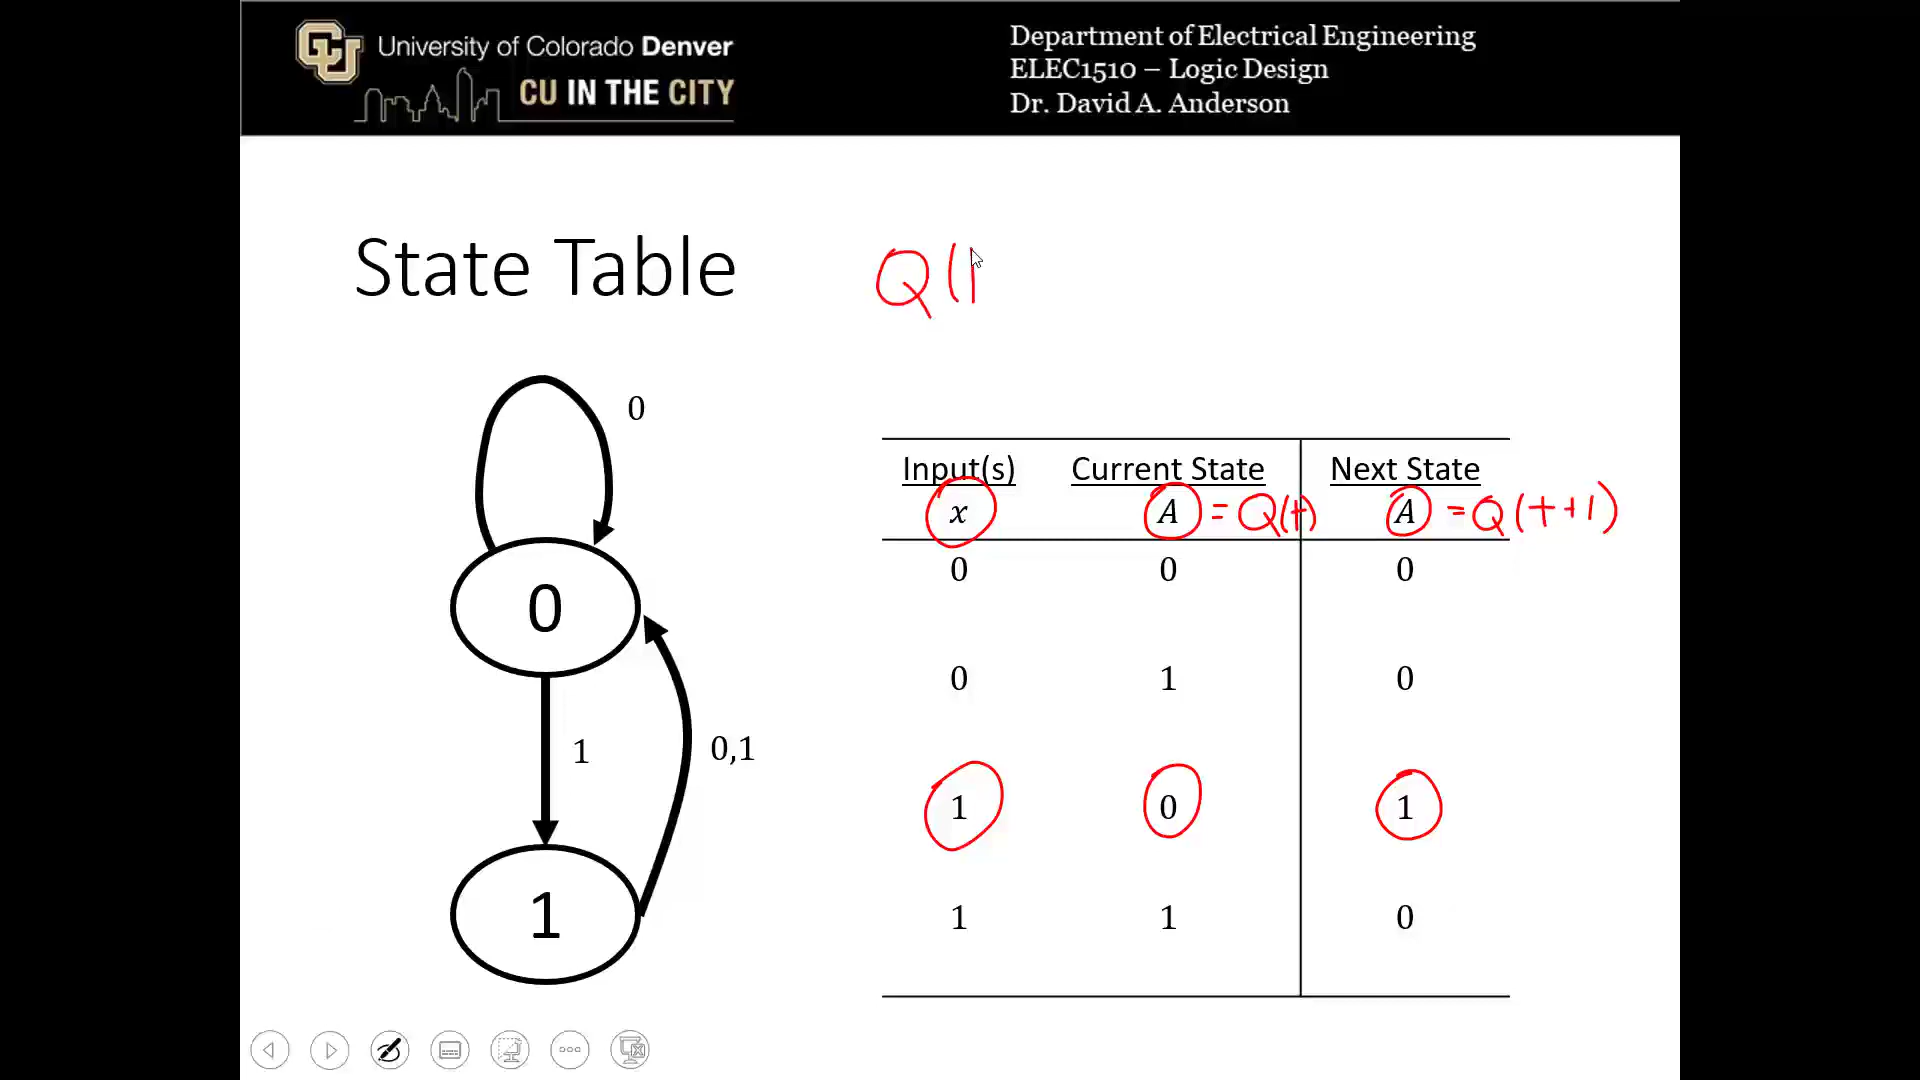 University of Colorado Denver
CU IN THE CITY
Department of Electrical Engineering
ELEC1510 – Logic Design
Dr. David A. Anderson
State Table
Q(
0
0
1
0,1
1
Input(s) Current State Next State
x A = Q(t) A = Q(t+1)
0 0 0
0 1 0
1 0 1
1 1 0